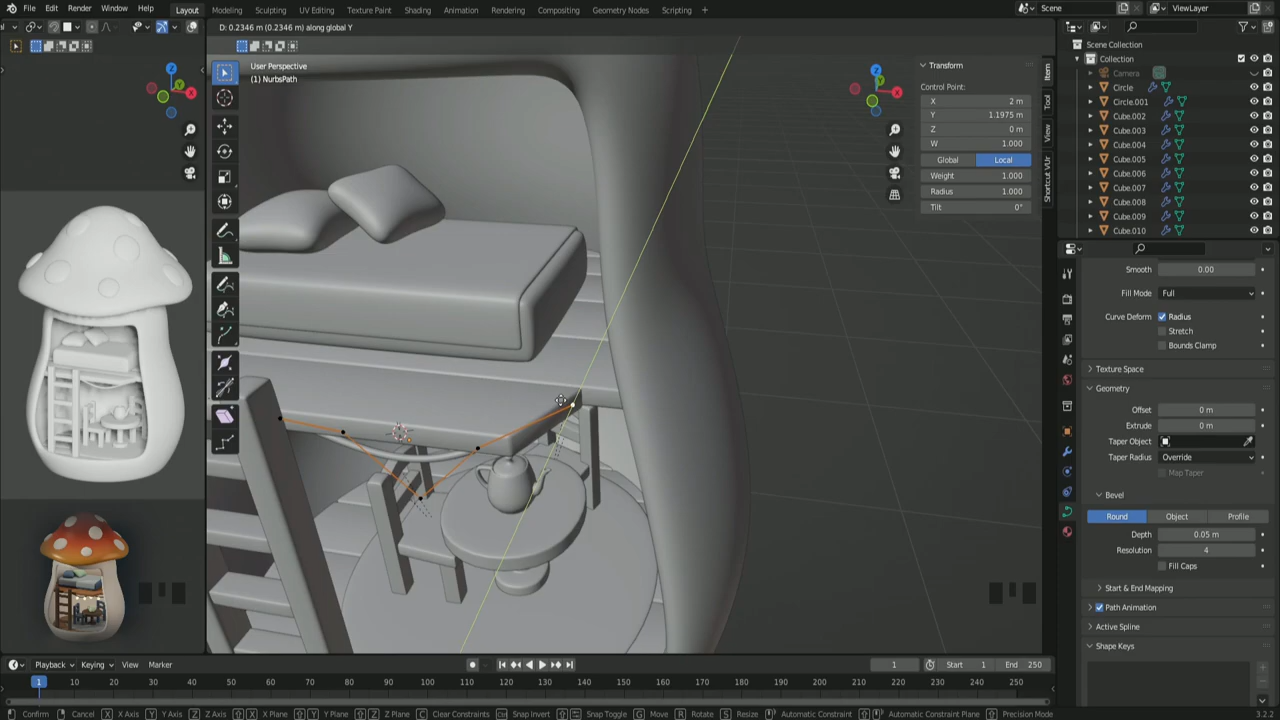 File Edit Render Window Help
Layout Modeling Sculpting UV Editing Texture Paint Shading Animation Rendering Compositing Geometry Nodes Scripting +
Scene
ViewLayer
D: 0.2346 m (0.2346 m) along global Y
User Perspective
(1) NurbsPath
Z
X
Y
Z
X
Y
Transform
Control Point:
X 2 m
Y 1.1975 m
Z 0 m
W 1.000
Global Local
Weight 1.000
Radius 1.000
Tilt 0°
Item
Tool
View
Shortcut VUr
Scene Collection
Collection
Camera
Circle
Circle.001
Cube.002
Cube.003
Cube.004
Cube.005
Cube.006
Cube.007
Cube.008
Cube.009
Cube.010
Smooth 0.00
Fill Mode Full
Curve Deform Radius
Stretch
Bounds Clamp
Texture Space
Geometry
Offset 0 m
Extrude 0 m
Taper Object
Taper Radius Override
Map Taper
Bevel
Round Object Profile
Depth 0.05 m
Resolution 4
Fill Caps
Start & End Mapping
Path Animation
Active Spline
Shape Keys
Playback Keying View Marker
1 Start 1 End 250
1 10 20 30 40 50 60 70 80 90 100 110 120 130 140 150 160 170 180 190 200 210 220 230 240 250
Confirm Cancel X X Axis Y Y Axis Z Z Axis X X Plane Y Y Plane Z Z Plane C Clear Constraints Snap Invert Snap Toggle G Move R Rotate S Resize Automatic Constraint Automatic Constraint Plane Precision Mode
3.2.2